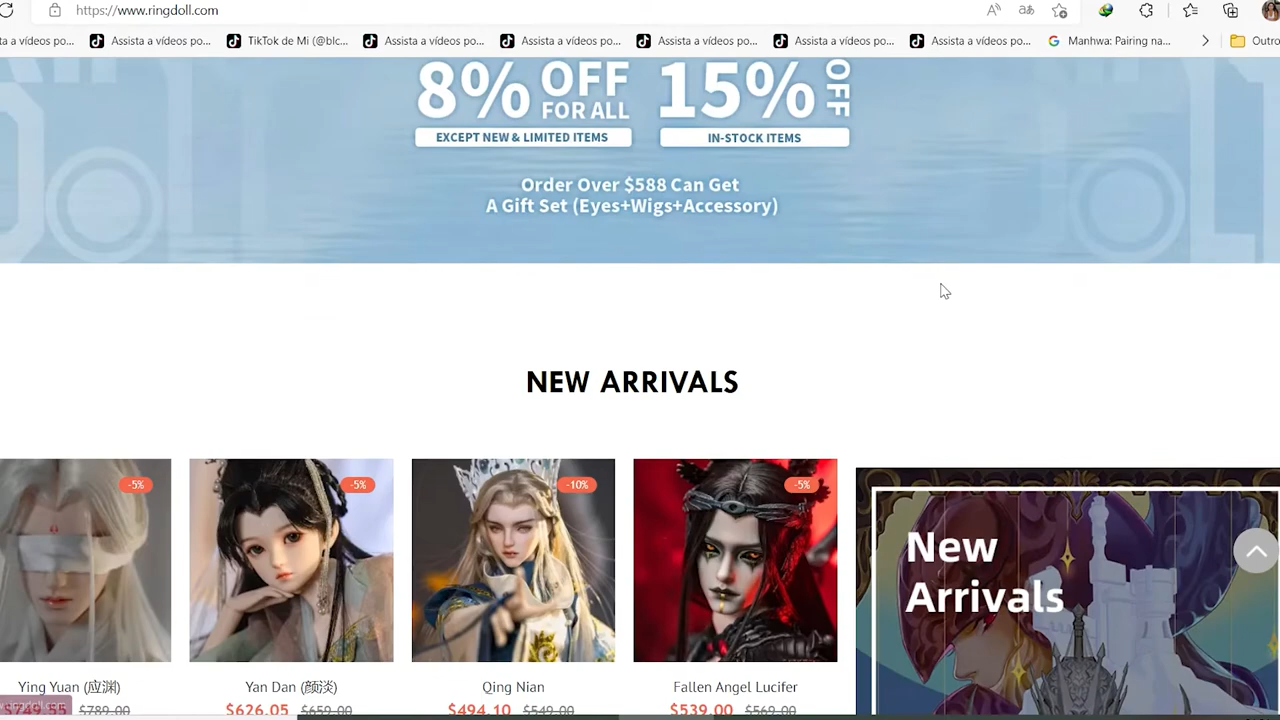 https://www.ringdoll.com
a vídeos po...
Assista a vídeos po...
TikTok de Mi (@blc...
Assista a vídeos po...
Assista a vídeos po...
Assista a vídeos po...
Assista a vídeos po...
Assista a vídeos po...
Manhwa: Pairing na...
Outro
8% OFF FOR ALL
EXCEPT NEW & LIMITED ITEMS
15% OFF
IN-STOCK ITEMS
Order Over $588 Can Get
A Gift Set (Eyes+Wigs+Accessory)
NEW ARRIVALS
-5%
-5%
-10%
-5%
New
Arrivals
Ying Yuan (应渊)
Yan Dan (颜淡)
Qing Nian
Fallen Angel Lucifer
$789.00
$626.05 $659.00
$494.10 $549.00
$539.00 $569.00